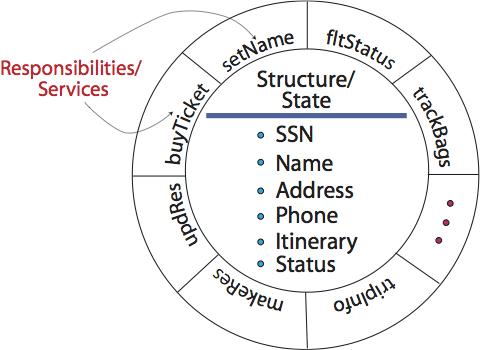 Responsibilities/
Services
setName
fltStatus
trackBags
tripInfo
makeRes
updRes
buyTicket
Structure/
State
SSN
Name
Address
Phone
Itinerary
Status